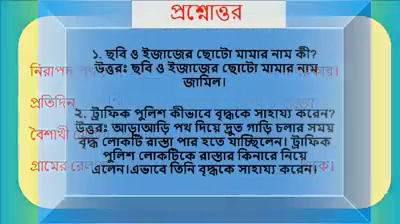 প্রশ্নোত্তর
১. ছবি ও ইজাজের ছোটো মামার নাম কী?
উত্তরঃ ছবি ও ইজাজের ছোটো মামার নাম
জামিল।
২. ট্রাফিক পুলিশ কীভাবে বৃদ্ধকে সাহায্য করেন?
উত্তরঃ আড়াআড়ি পথ দিয়ে দ্রুত গাড়ি চলার সময়
বৃদ্ধ লোকটি রাস্তা পার হতে যাচ্ছিলেন। ট্রাফিক
পুলিশ লোকটিকে রাস্তার কিনারে নিয়ে
এলেন।এভাবে তিনি বৃদ্ধকে সাহায্য করেন।
নিরাপদ
প্রতিদিন
বৈশাখী
গ্রামের